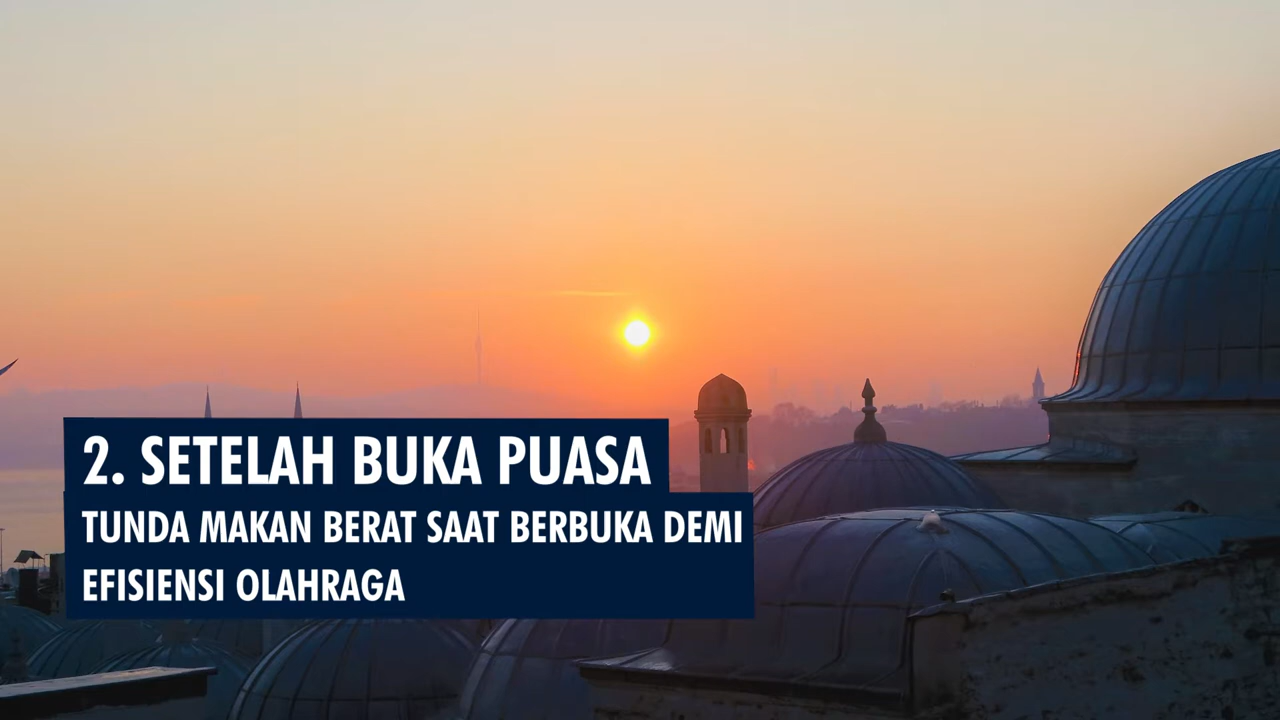 2. SETELAH BUKA PUASA
TUNDA MAKAN BERAT SAAT BERBUKA DEMI
EFISIENSI OLAHRAGA